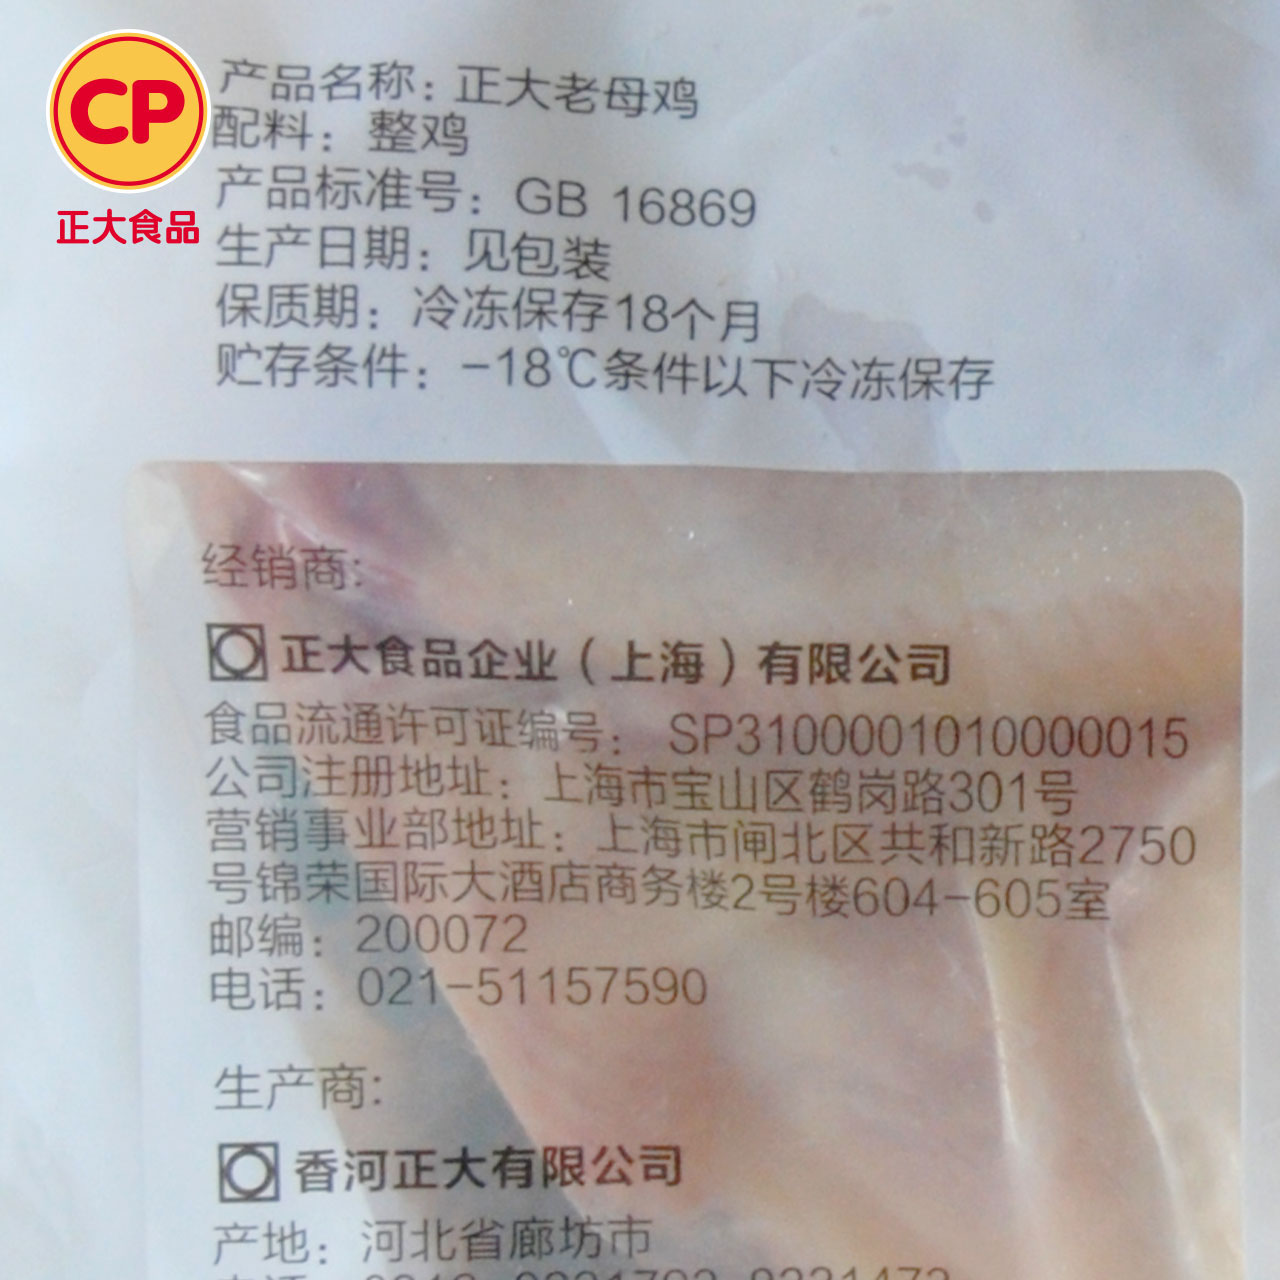 CP
正大食品
产品名称：正大老母鸡
配料：整鸡
产品标准号：GB 16869
生产日期：见包装
保质期：冷冻保存18个月
贮存条件：-18℃条件以下冷冻保存
经销商：
正大食品企业（上海）有限公司
食品流通许可证编号：SP3100001010000015
公司注册地址：上海市宝山区鹤岗路301号
营销事业部地址：上海市闸北区共和新路2750
号锦荣国际大酒店商务楼2号楼604-605室
邮编：200072
电话：021-51157590
生产商：
香河正大有限公司
产地：河北省廊坊市